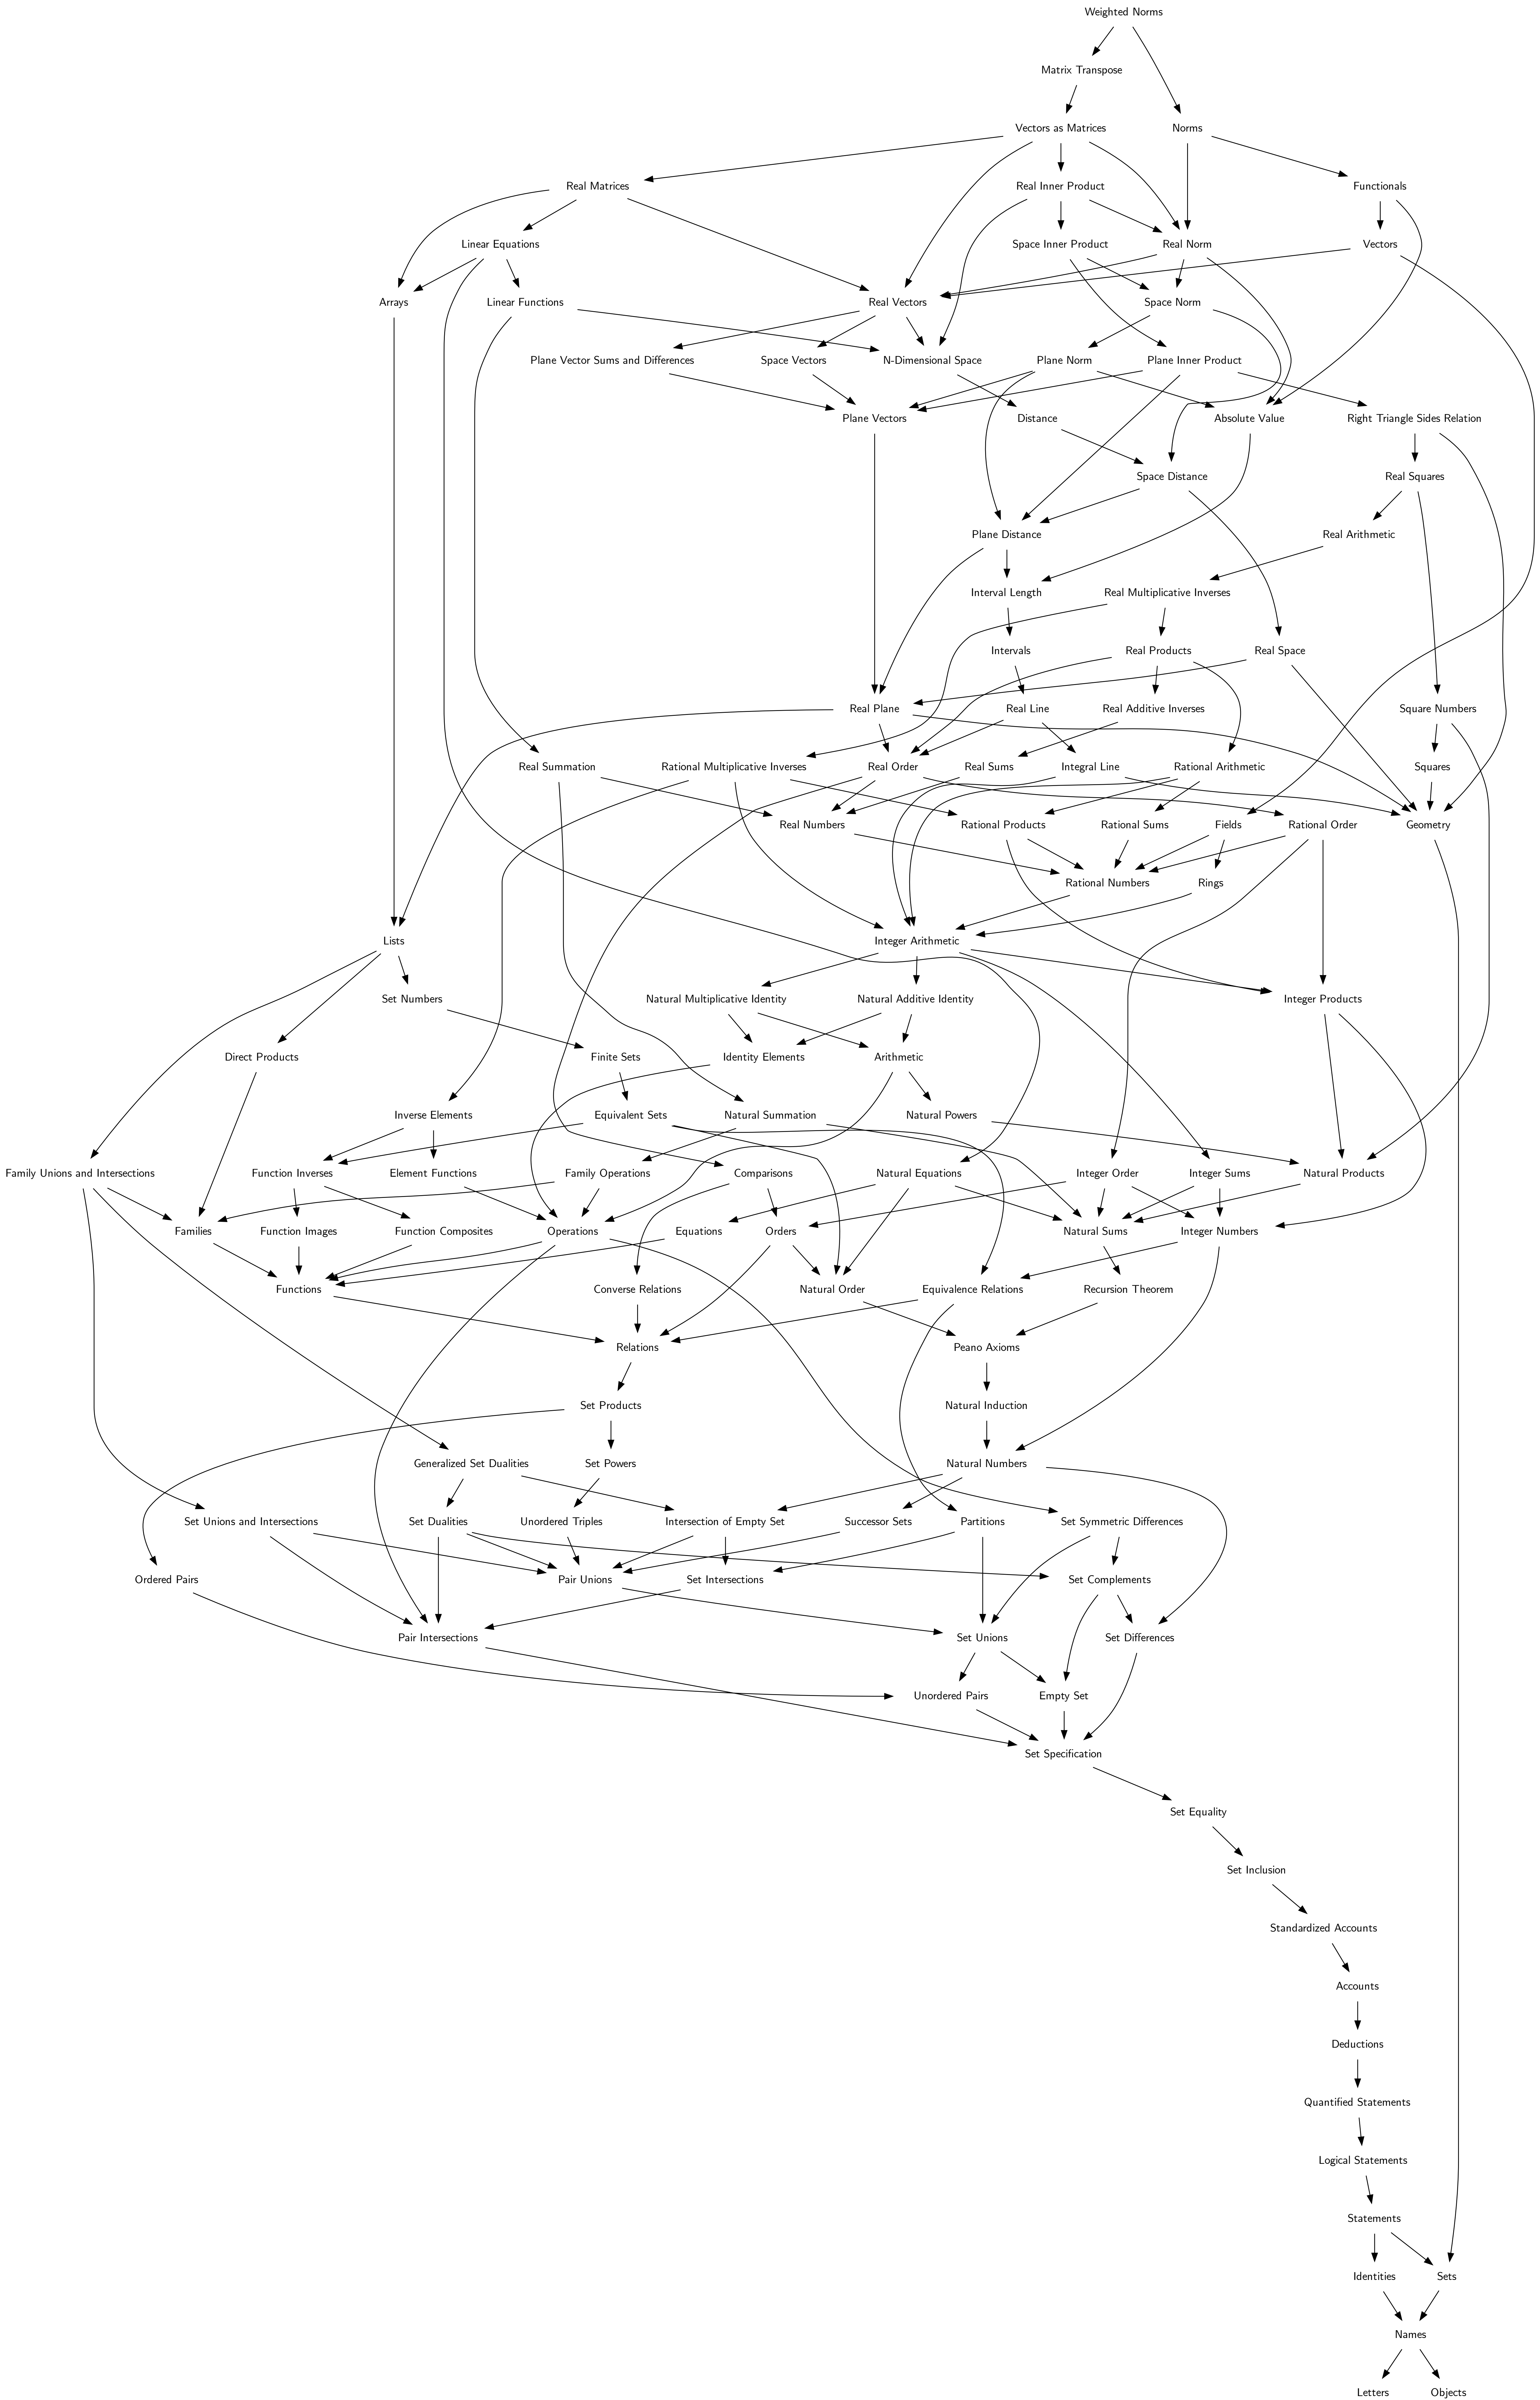 Weighted Norms
Matrix Transpose
Vectors as Matrices
Norms
Real Matrices
Real Inner Product
Functionals
Linear Equations
Space Inner Product
Real Norm
Vectors
Arrays
Linear Functions
Real Vectors
Space Norm
Plane Vector Sums and Differences
Space Vectors
N-Dimensional Space
Plane Norm
Plane Inner Product
Plane Vectors
Distance
Absolute Value
Right Triangle Sides Relation
Space Distance
Real Squares
Plane Distance
Real Arithmetic
Interval Length
Real Multiplicative Inverses
Intervals
Real Products
Real Space
Real Plane
Real Line
Real Additive Inverses
Square Numbers
Real Summation
Rational Multiplicative Inverses
Real Order
Real Sums
Integral Line
Rational Arithmetic
Squares
Real Numbers
Rational Products
Rational Sums
Fields
Rational Order
Geometry
Rational Numbers
Rings
Lists
Integer Arithmetic
Set Numbers
Natural Multiplicative Identity
Natural Additive Identity
Integer Products
Direct Products
Finite Sets
Identity Elements
Arithmetic
Inverse Elements
Equivalent Sets
Natural Summation
Natural Powers
Family Unions and Intersections
Function Inverses
Element Functions
Family Operations
Comparisons
Natural Equations
Integer Order
Integer Sums
Natural Products
Families
Function Images
Function Composites
Operations
Equations
Orders
Natural Sums
Integer Numbers
Functions
Converse Relations
Natural Order
Equivalence Relations
Recursion Theorem
Relations
Peano Axioms
Set Products
Natural Induction
Generalized Set Dualities
Set Powers
Natural Numbers
Set Unions and Intersections
Set Dualities
Unordered Triples
Intersection of Empty Set
Successor Sets
Partitions
Set Symmetric Differences
Ordered Pairs
Pair Unions
Set Intersections
Set Complements
Pair Intersections
Set Unions
Set Differences
Unordered Pairs
Empty Set
Set Specification
Set Equality
Set Inclusion
Standardized Accounts
Accounts
Deductions
Quantified Statements
Logical Statements
Statements
Identities
Sets
Names
Letters
Objects